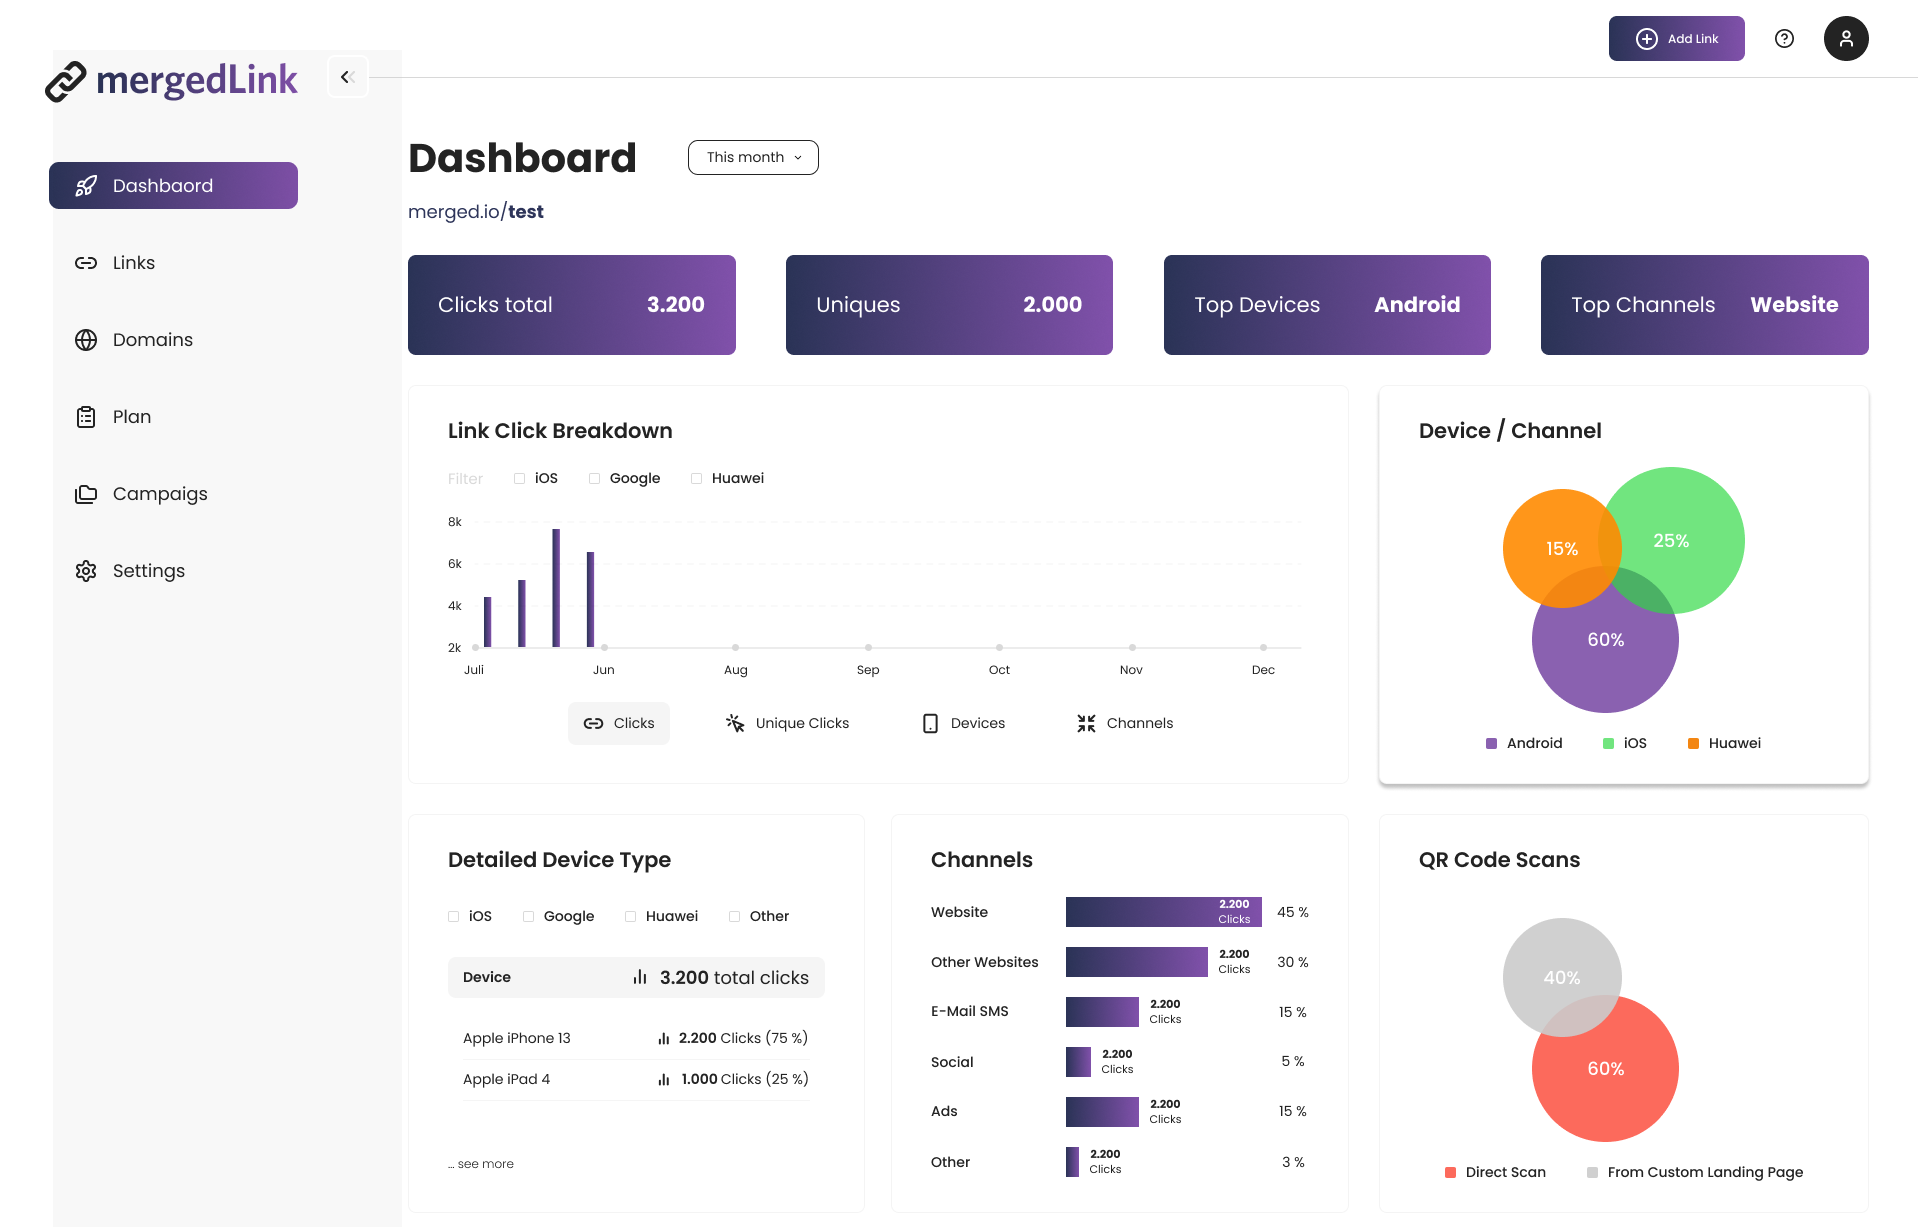 mergedLink
Add Link
Dashbaord
Links
Domains
Plan
Campaigs
Settings
Dashboard
This month
merged.io/test
Clicks total 3.200
Uniques 2.000
Top Devices Android
Top Channels Website
Link Click Breakdown
Filter iOS Google Huawei
8k
6k
4k
2k
Juli Jun Aug Sep Oct Nov Dec
Clicks Unique Clicks Devices Channels
Device / Channel
15%
25%
60%
Android iOS Huawei
Detailed Device Type
iOS Google Huawei Other
Device 3.200 total clicks
Apple iPhone 13 2.200 Clicks (75 %)
Apple iPad 4 1.000 Clicks (25 %)
... see more
Channels
Website 2.200 Clicks 45 %
Other Websites 2.200 Clicks 30 %
E-Mail SMS 2.200 Clicks 15 %
Social 2.200 Clicks 5 %
Ads 2.200 Clicks 15 %
Other 2.200 Clicks 3 %
QR Code Scans
40%
60%
Direct Scan From Custom Landing Page